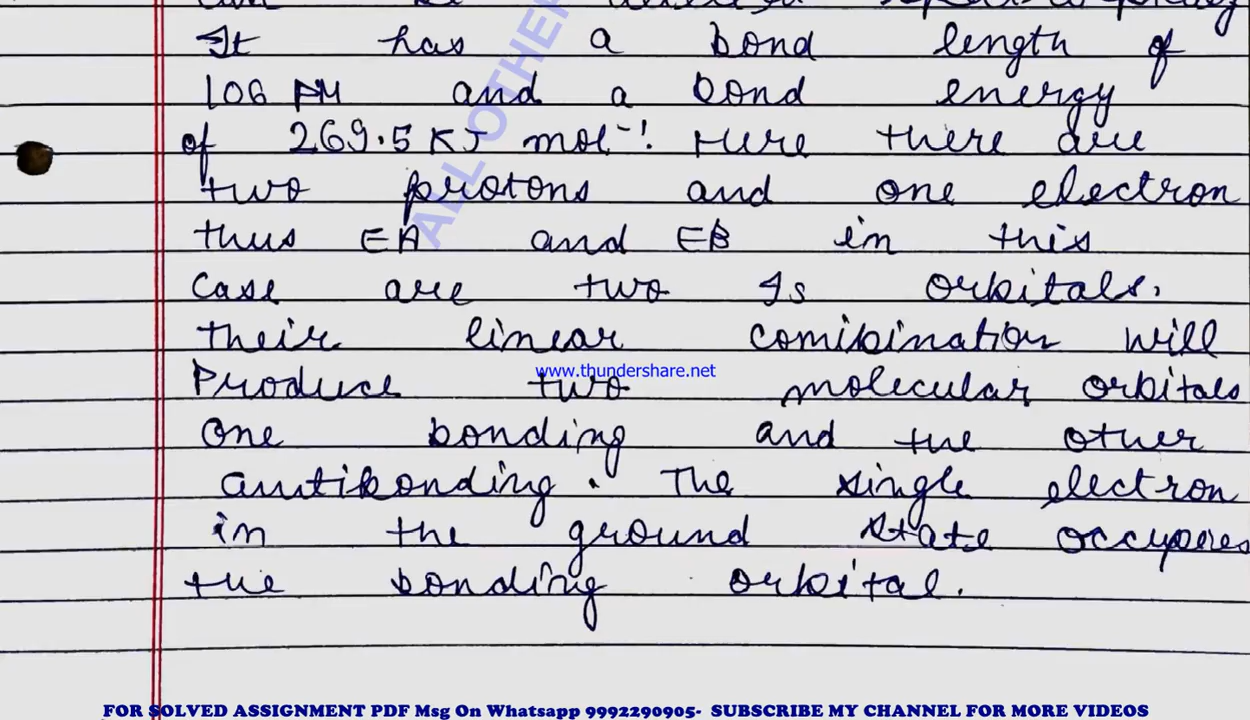 It has a bond length of
106 PM and a bond energy
of 269.5 KJ mol⁻¹. Here there are
two protons and one electron
thus EA and EB in this
case are two 1s orbitals.
their linear combination will
www.thundershare.net
Produce two molecular orbitals
one bonding and the other
antibonding. The single electron
in the ground state occupies
the bonding orbital.
ALL OTHER
FOR SOLVED ASSIGNMENT PDF Msg On Whatsapp 9992290905- SUBSCRIBE MY CHANNEL FOR MORE VIDEOS